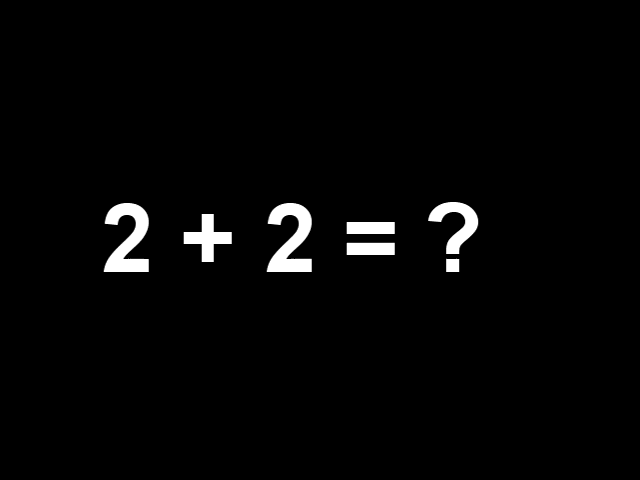 2 + 2 = ?